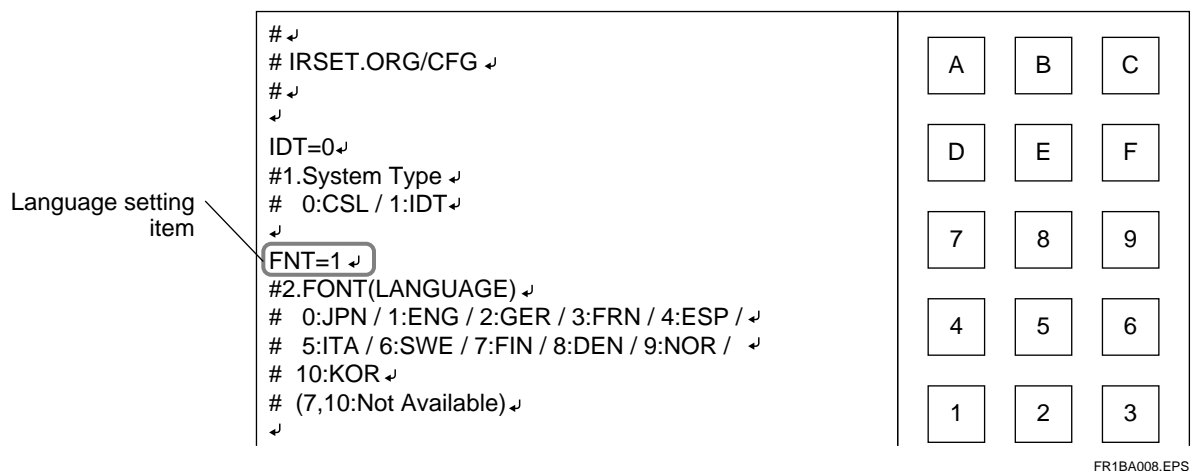 Language setting
item
#↵
# IRSET.ORG/CFG ↵
#↵
↵
IDT=0↵
#1.System Type ↵
#   0:CSL / 1:IDT↵
↵
FNT=1 ↵
#2.FONT(LANGUAGE) ↵
#   0:JPN / 1:ENG / 2:GER / 3:FRN / 4:ESP / ↵
#   5:ITA / 6:SWE / 7:FIN / 8:DEN / 9:NOR /   ↵
#  10:KOR ↵
#  (7,10:Not Available) ↵
↵
A B C
D E F
7 8 9
4 5 6
1 2 3
FR1BA008.EPS